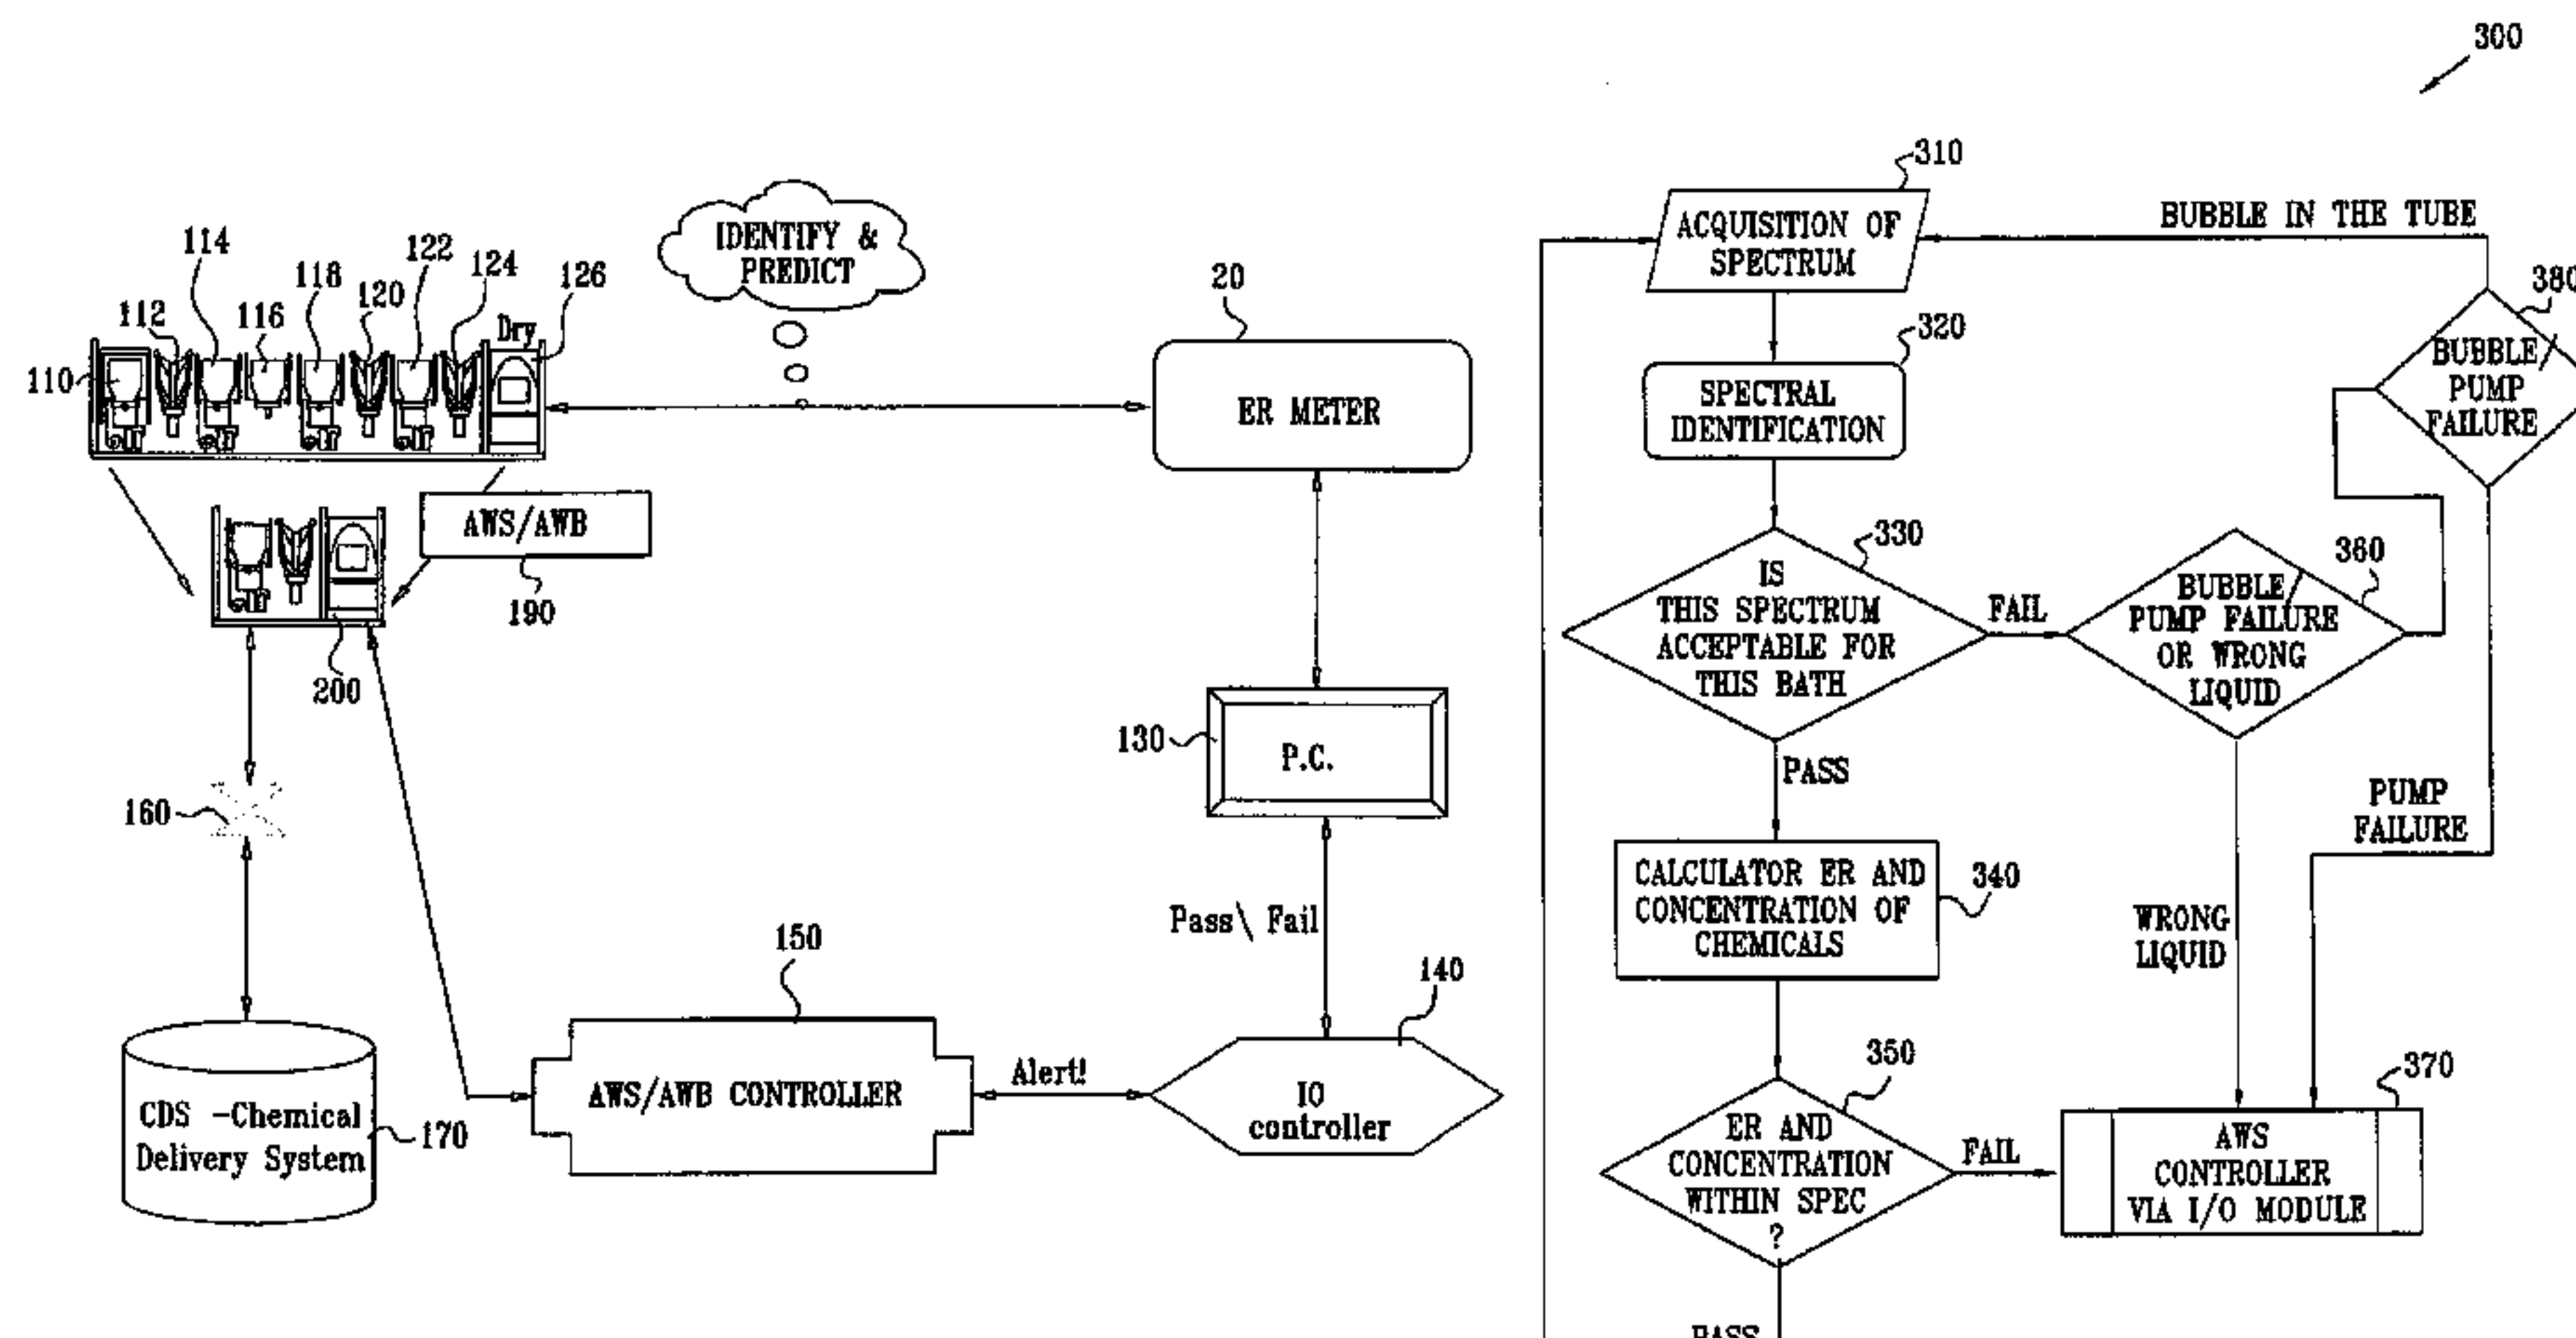 300
310
ACQUISITION OF
SPECTRUM
BUBBLE IN THE TUBE
114
122
118
120
124
126
112
116
Dry
110
IDENTIFY &
PREDICT
20
ER METER
320
SPECTRAL
IDENTIFICATION
380
BUBBLE/
PUMP
FAILURE
AWS/AWB
190
200
330
IS
THIS SPECTRUM
ACCEPTABLE FOR
THIS BATH
FAIL
360
BUBBLE/
PUMP FAILURE
OR WRONG
LIQUID
130
P.C.
PASS
160
PUMP
FAILURE
CALCULATOR ER AND
CONCENTRATION OF
CHEMICALS
340
Pass\ Fail
WRONG
LIQUID
150
140
AWS/AWB CONTROLLER
Alert!
IO
controller
CDS -Chemical
Delivery System
170
350
ER AND
CONCENTRATION
WITHIN SPEC
?
FAIL
370
AWS
CONTROLLER
VIA I/O MODULE
PASS